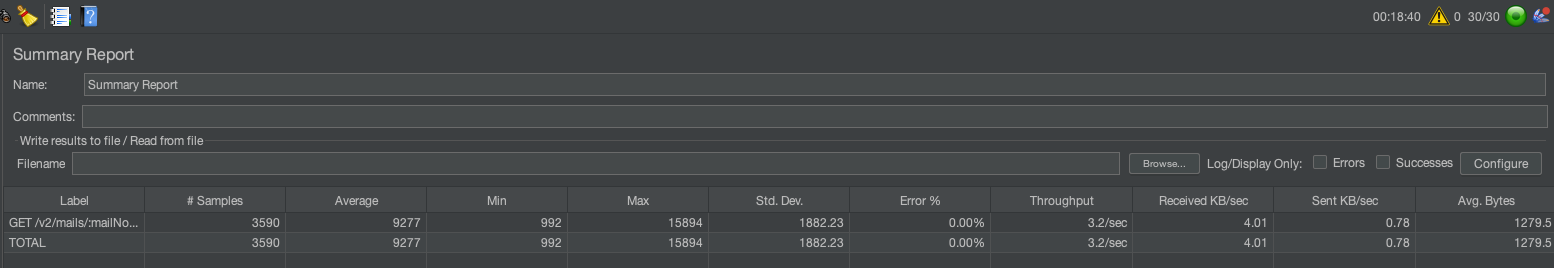 00:18:40 0 30/30
Summary Report
Name: Summary Report
Comments:
Write results to file / Read from file
Filename Browse... Log/Display Only: Errors Successes Configure
Label # Samples Average Min Max Std. Dev. Error % Throughput Received KB/sec Sent KB/sec Avg. Bytes
GET /v2/mails/:mailNo... 3590 9277 992 15894 1882.23 0.00% 3.2/sec 4.01 0.78 1279.5
TOTAL 3590 9277 992 15894 1882.23 0.00% 3.2/sec 4.01 0.78 1279.5